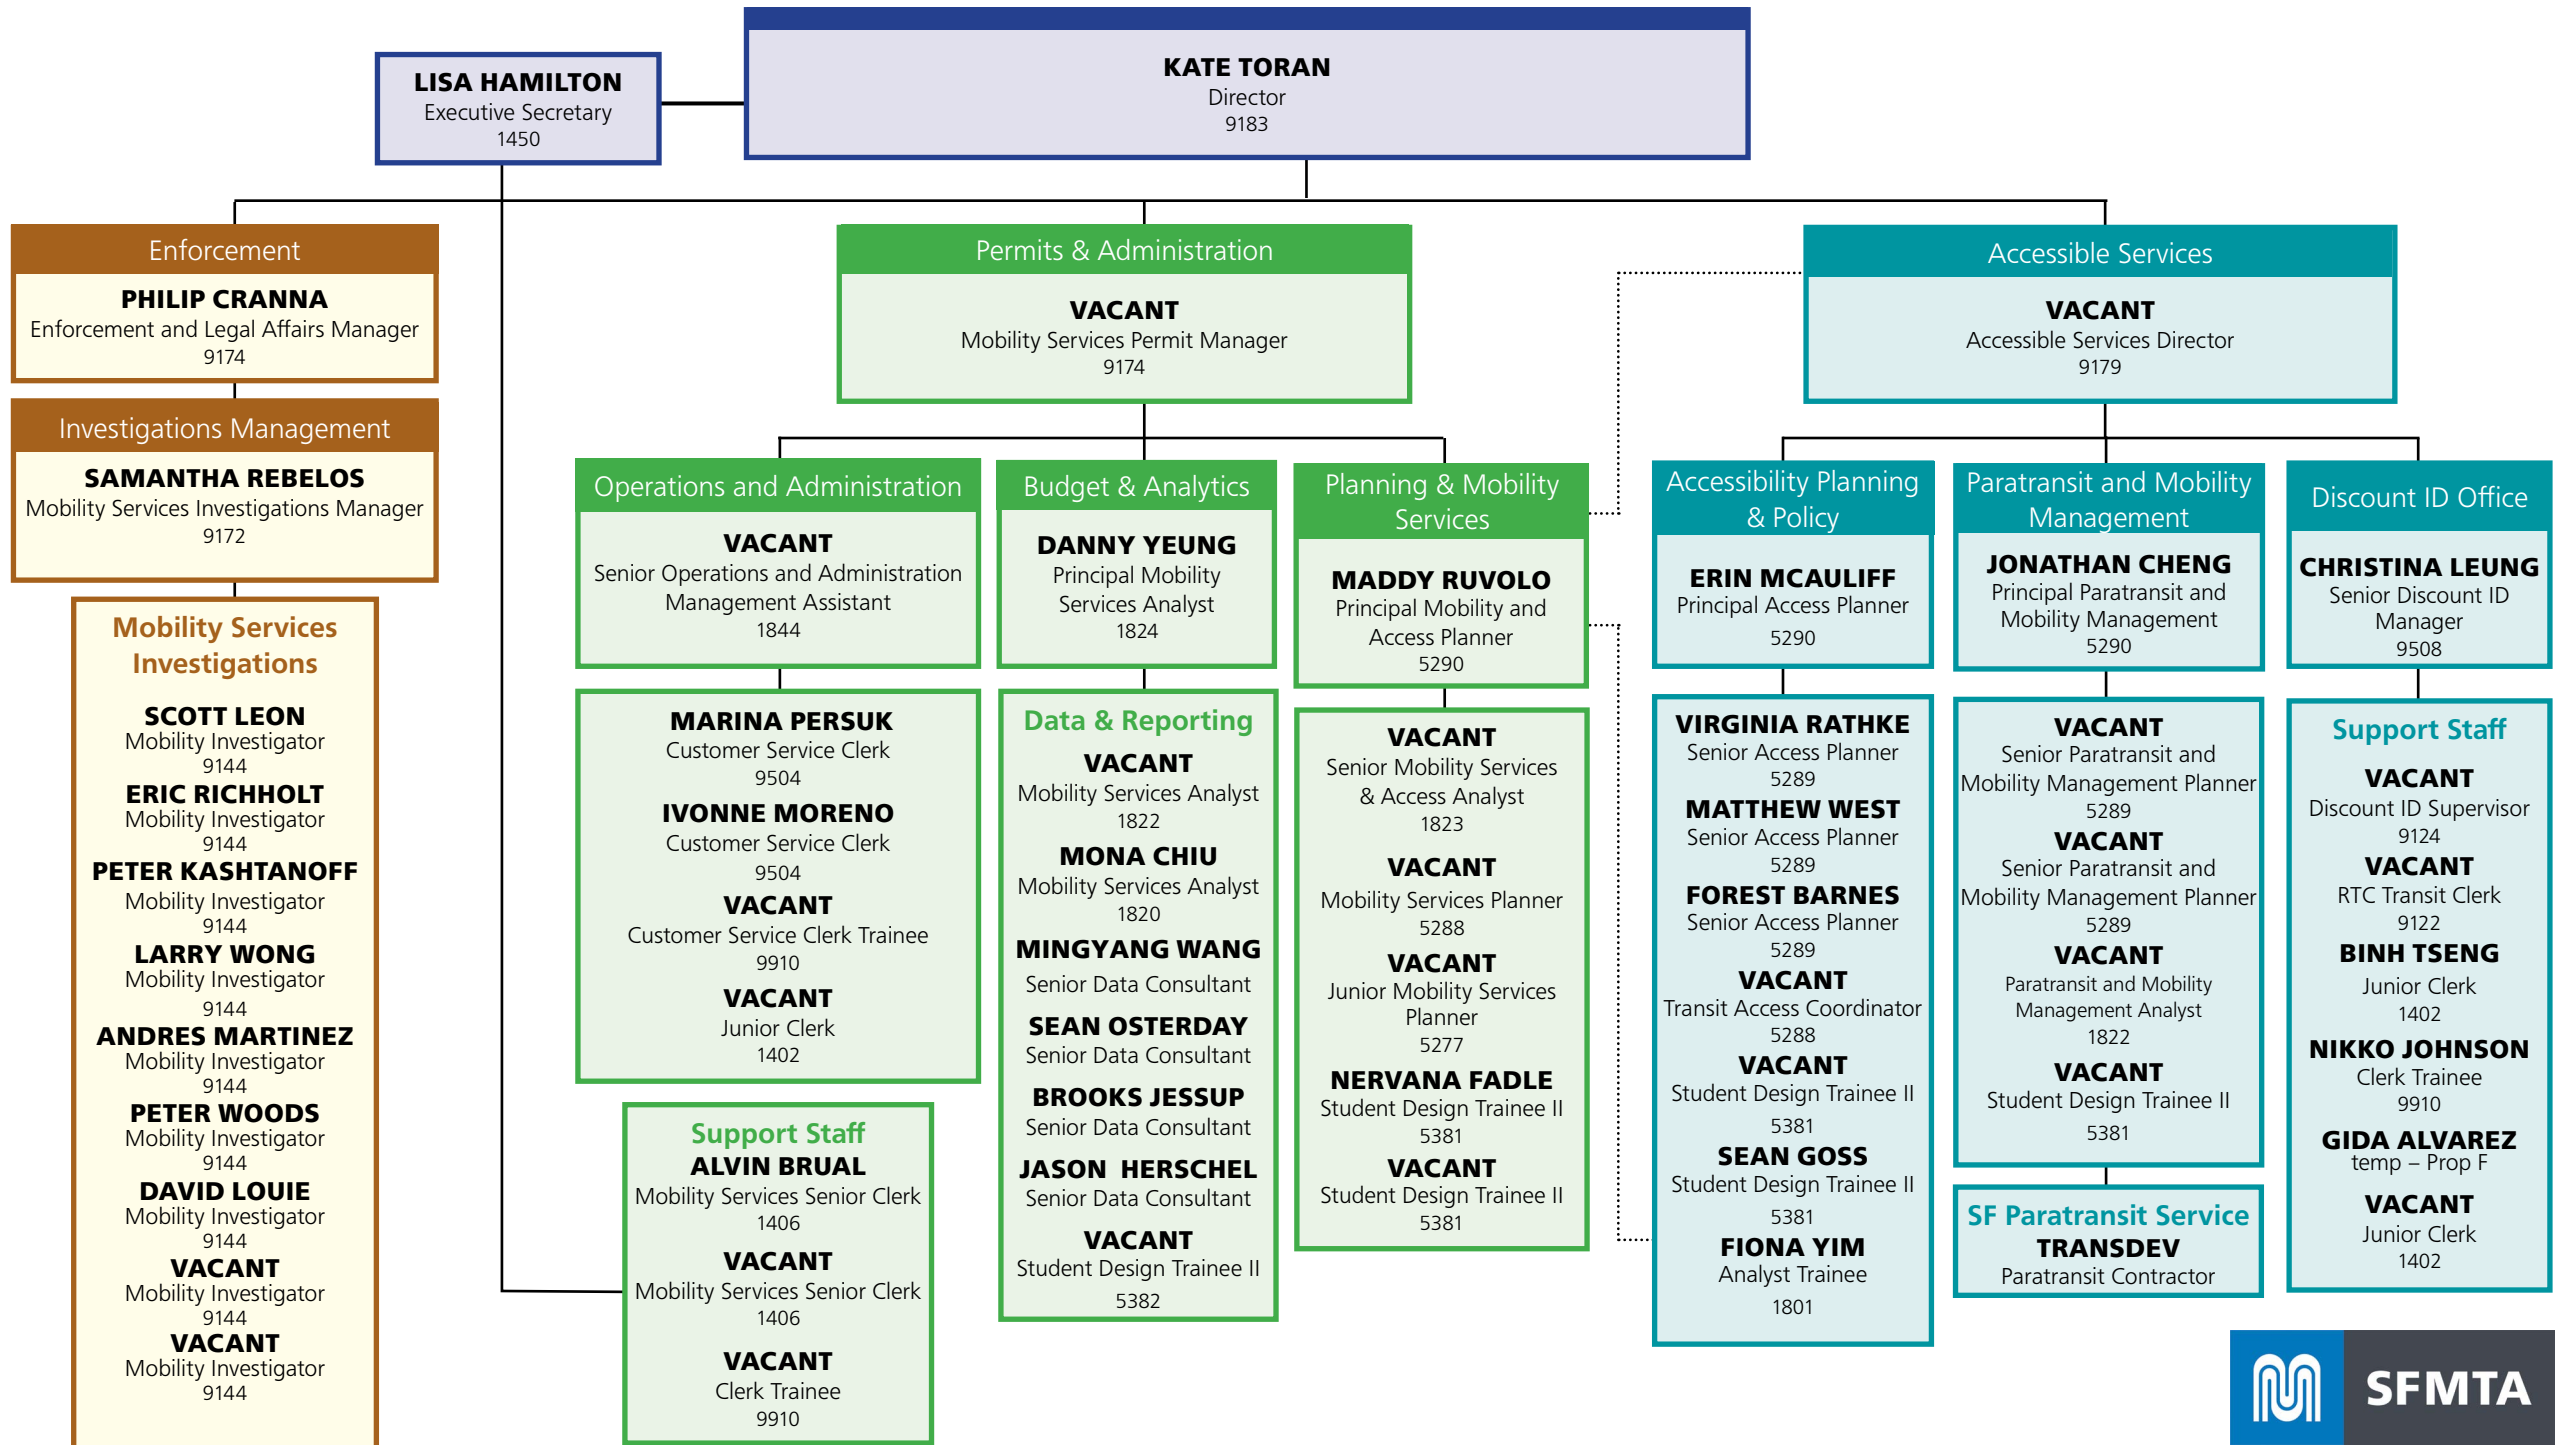 LISA HAMILTON
Executive Secretary
1450
KATE TORAN
Director
9183
Enforcement
PHILIP CRANNA
Enforcement and Legal Affairs Manager
9174
Investigations Management
SAMANTHA REBELOS
Mobility Services Investigations Manager
9172
Mobility Services
Investigations
SCOTT LEON
Mobility Investigator
9144
ERIC RICHHOLT
Mobility Investigator
9144
PETER KASHTANOFF
Mobility Investigator
9144
LARRY WONG
Mobility Investigator
9144
ANDRES MARTINEZ
Mobility Investigator
9144
PETER WOODS
Mobility Investigator
9144
DAVID LOUIE
Mobility Investigator
9144
VACANT
Mobility Investigator
9144
VACANT
Mobility Investigator
9144
Permits & Administration
VACANT
Mobility Services Permit Manager
9174
Operations and Administration
VACANT
Senior Operations and Administration
Management Assistant
1844
MARINA PERSUK
Customer Service Clerk
9504
IVONNE MORENO
Customer Service Clerk
9504
VACANT
Customer Service Clerk Trainee
9910
VACANT
Junior Clerk
1402
Support Staff
ALVIN BRUAL
Mobility Services Senior Clerk
1406
VACANT
Mobility Services Senior Clerk
1406
VACANT
Clerk Trainee
9910
Budget & Analytics
DANNY YEUNG
Principal Mobility
Services Analyst
1824
Data & Reporting
VACANT
Mobility Services Analyst
1822
MONA CHIU
Mobility Services Analyst
1820
MINGYANG WANG
Senior Data Consultant
SEAN OSTERDAY
Senior Data Consultant
BROOKS JESSUP
Senior Data Consultant
JASON HERSCHEL
Senior Data Consultant
VACANT
Student Design Trainee II
5382
Planning & Mobility
Services
MADDY RUVOLO
Principal Mobility and
Access Planner
5290
VACANT
Senior Mobility Services
& Access Analyst
1823
VACANT
Mobility Services Planner
5288
VACANT
Junior Mobility Services
Planner
5277
NERVANA FADLE
Student Design Trainee II
5381
VACANT
Student Design Trainee II
5381
Accessible Services
VACANT
Accessible Services Director
9179
Accessibility Planning
& Policy
ERIN MCAULIFF
Principal Access Planner
5290
VIRGINIA RATHKE
Senior Access Planner
5289
MATTHEW WEST
Senior Access Planner
5289
FOREST BARNES
Senior Access Planner
5289
VACANT
Transit Access Coordinator
5288
VACANT
Student Design Trainee II
5381
SEAN GOSS
Student Design Trainee II
5381
FIONA YIM
Analyst Trainee
1801
Paratransit and Mobility
Management
JONATHAN CHENG
Principal Paratransit and
Mobility Management
5290
VACANT
Senior Paratransit and
Mobility Management Planner
5289
VACANT
Senior Paratransit and
Mobility Management Planner
5289
VACANT
Paratransit and Mobility
Management Analyst
1822
VACANT
Student Design Trainee II
5381
SF Paratransit Service
TRANSDEV
Paratransit Contractor
Discount ID Office
CHRISTINA LEUNG
Senior Discount ID
Manager
9508
Support Staff
VACANT
Discount ID Supervisor
9124
VACANT
RTC Transit Clerk
9122
BINH TSENG
Junior Clerk
1402
NIKKO JOHNSON
Clerk Trainee
9910
GIDA ALVAREZ
temp – Prop F
VACANT
Junior Clerk
1402
SFMTA